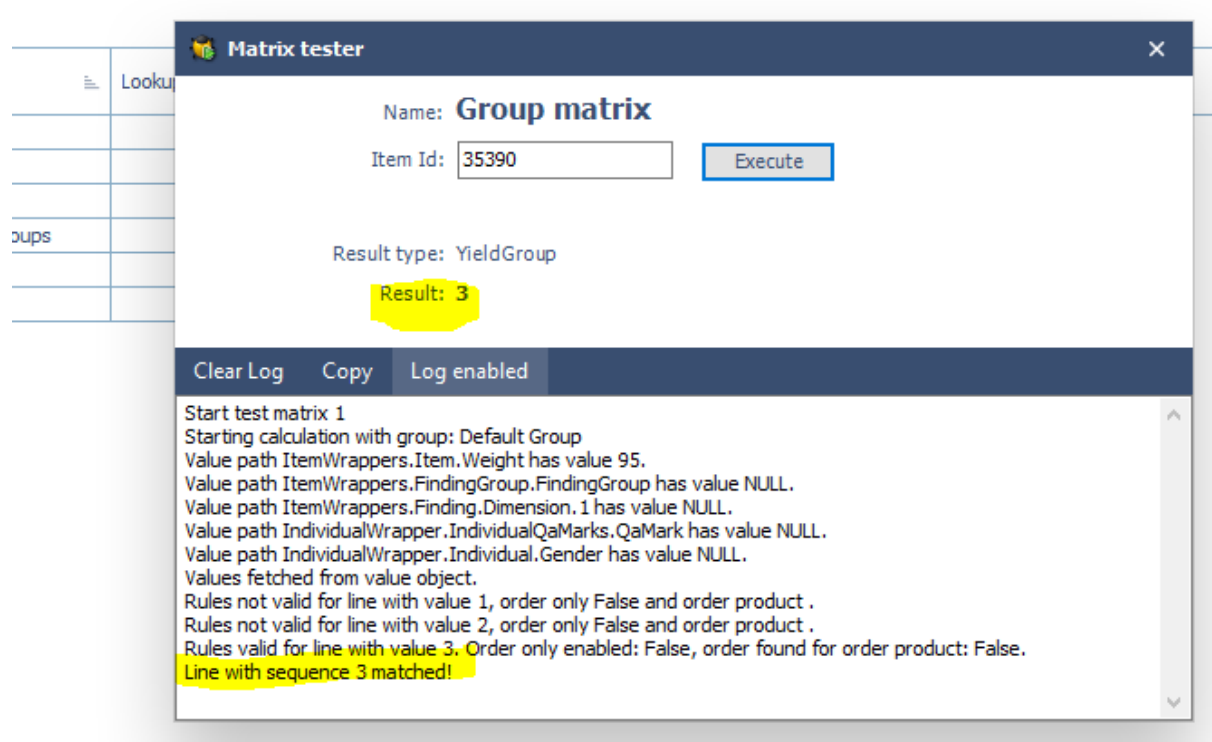 Matrix tester
Lookup
Name: Group matrix
Item Id: 35390 Execute
oups
Result type: YieldGroup
Result: 3
Clear Log Copy Log enabled
Start test matrix 1
Starting calculation with group: Default Group
Value path ItemWrappers.Item.Weight has value 95.
Value path ItemWrappers.FindingGroup.FindingGroup has value NULL.
Value path ItemWrappers.Finding.Dimension.1 has value NULL.
Value path IndividualWrapper.IndividualQaMarks.QaMark has value NULL.
Value path IndividualWrapper.Individual.Gender has value NULL.
Values fetched from value object.
Rules not valid for line with value 1, order only False and order product .
Rules not valid for line with value 2, order only False and order product .
Rules valid for line with value 3. Order only enabled: False, order found for order product: False.
Line with sequence 3 matched!